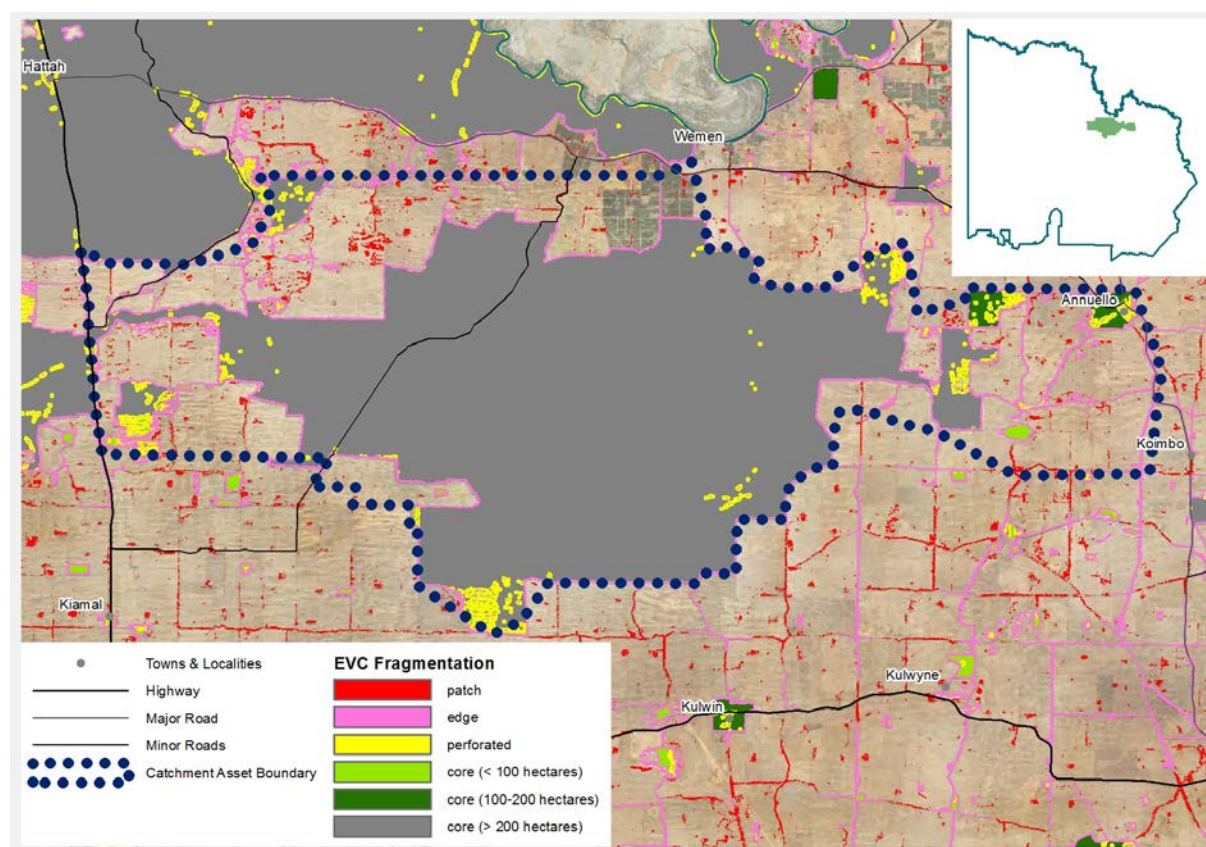 Hattah
Wemen
Annuello
Koimbo
Kiamal
Kulwyne
Kulwin
Towns & Localities
Highway
Major Road
Minor Roads
Catchment Asset Boundary
EVC Fragmentation
patch
edge
perforated
core (< 100 hectares)
core (100-200 hectares)
core (> 200 hectares)